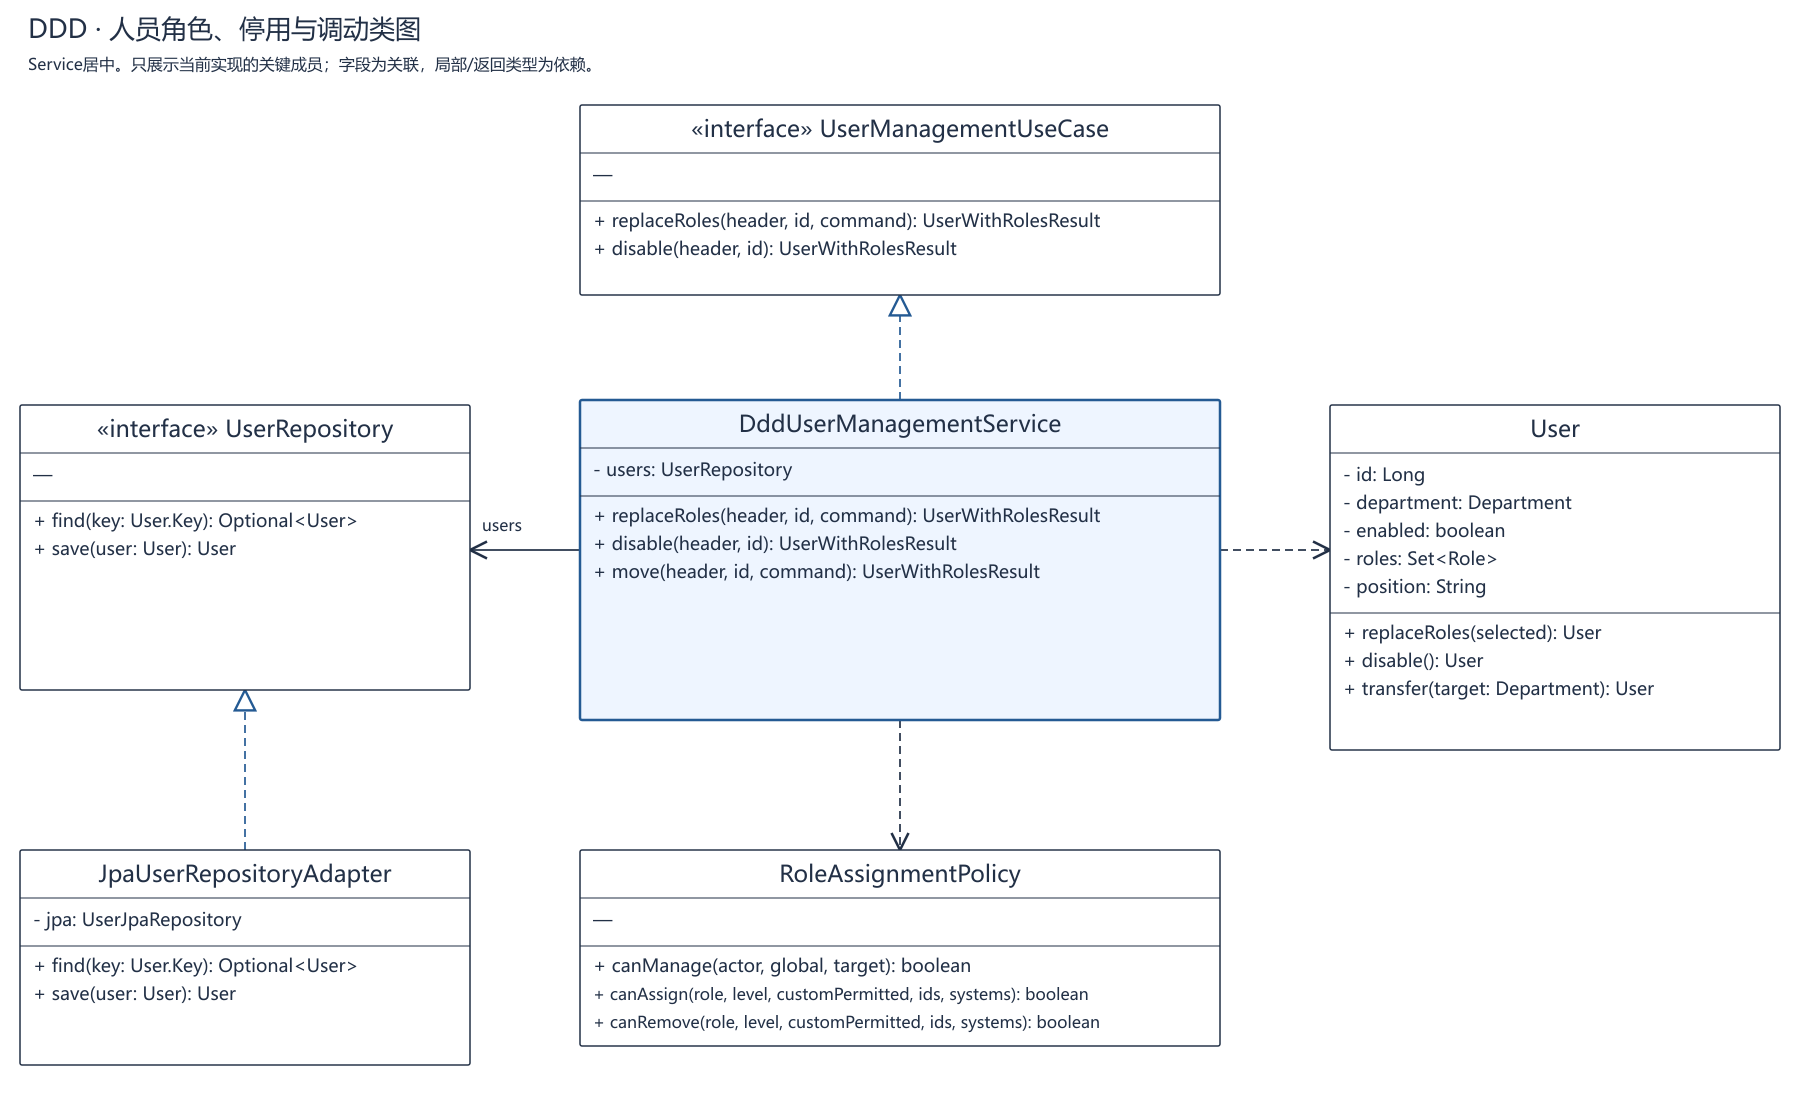 DDD · 人员角色、停用与调动类图
Service居中。只展示当前实现的关键成员；字段为关联，局部/返回类型为依赖。
«interface» UserManagementUseCase
—
+ replaceRoles(header, id, command): UserWithRolesResult
+ disable(header, id): UserWithRolesResult
«interface» UserRepository
—
+ find(key: User.Key): Optional<User>
+ save(user: User): User
users
DddUserManagementService
- users: UserRepository
+ replaceRoles(header, id, command): UserWithRolesResult
+ disable(header, id): UserWithRolesResult
+ move(header, id, command): UserWithRolesResult
User
- id: Long
- department: Department
- enabled: boolean
- roles: Set<Role>
- position: String
+ replaceRoles(selected): User
+ disable(): User
+ transfer(target: Department): User
JpaUserRepositoryAdapter
- jpa: UserJpaRepository
+ find(key: User.Key): Optional<User>
+ save(user: User): User
RoleAssignmentPolicy
—
+ canManage(actor, global, target): boolean
+ canAssign(role, level, customPermitted, ids, systems): boolean
+ canRemove(role, level, customPermitted, ids, systems): boolean